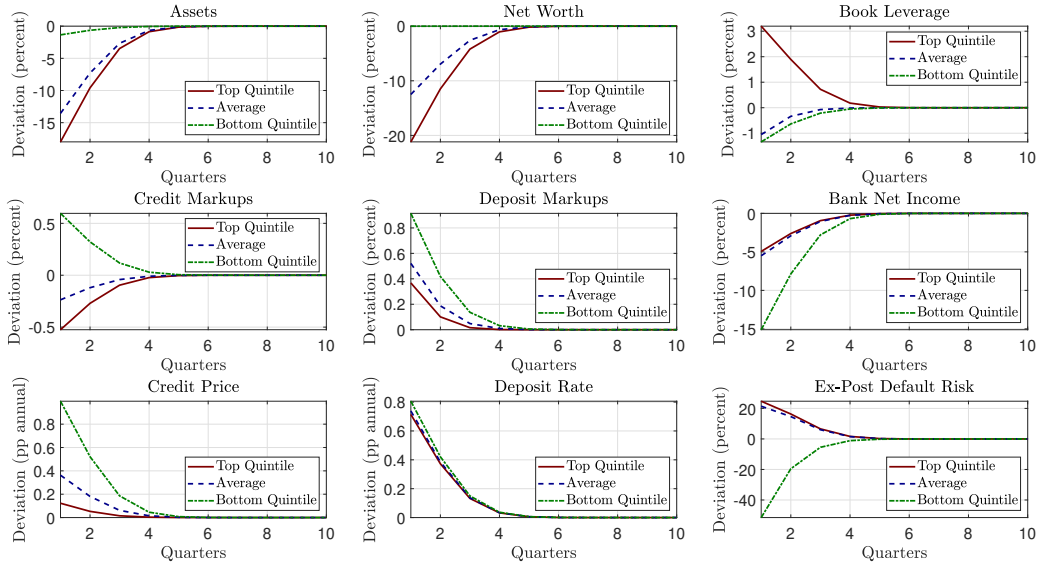 Assets
Deviation (percent)
0
-5
-10
-15
2 4 6 8 10
Quarters
Top Quintile
Average
Bottom Quintile
Net Worth
Deviation (percent)
0
-10
-20
2 4 6 8 10
Quarters
Top Quintile
Average
Bottom Quintile
Book Leverage
Deviation (percent)
3
2
1
0
-1
2 4 6 8 10
Quarters
Top Quintile
Average
Bottom Quintile
Credit Markups
Deviation (percent)
0.5
0
-0.5
2 4 6 8 10
Quarters
Top Quintile
Average
Bottom Quintile
Deposit Markups
Deviation (percent)
0.8
0.6
0.4
0.2
0
2 4 6 8 10
Quarters
Top Quintile
Average
Bottom Quintile
Bank Net Income
Deviation (percent)
0
-5
-10
-15
2 4 6 8 10
Quarters
Top Quintile
Average
Bottom Quintile
Credit Price
Deviation (pp annual)
0.8
0.6
0.4
0.2
0
2 4 6 8 10
Quarters
Top Quintile
Average
Bottom Quintile
Deposit Rate
Deviation (pp annual)
0.8
0.6
0.4
0.2
0
2 4 6 8 10
Quarters
Top Quintile
Average
Bottom Quintile
Ex-Post Default Risk
Deviation (percent)
20
0
-20
-40
2 4 6 8 10
Quarters
Top Quintile
Average
Bottom Quintile